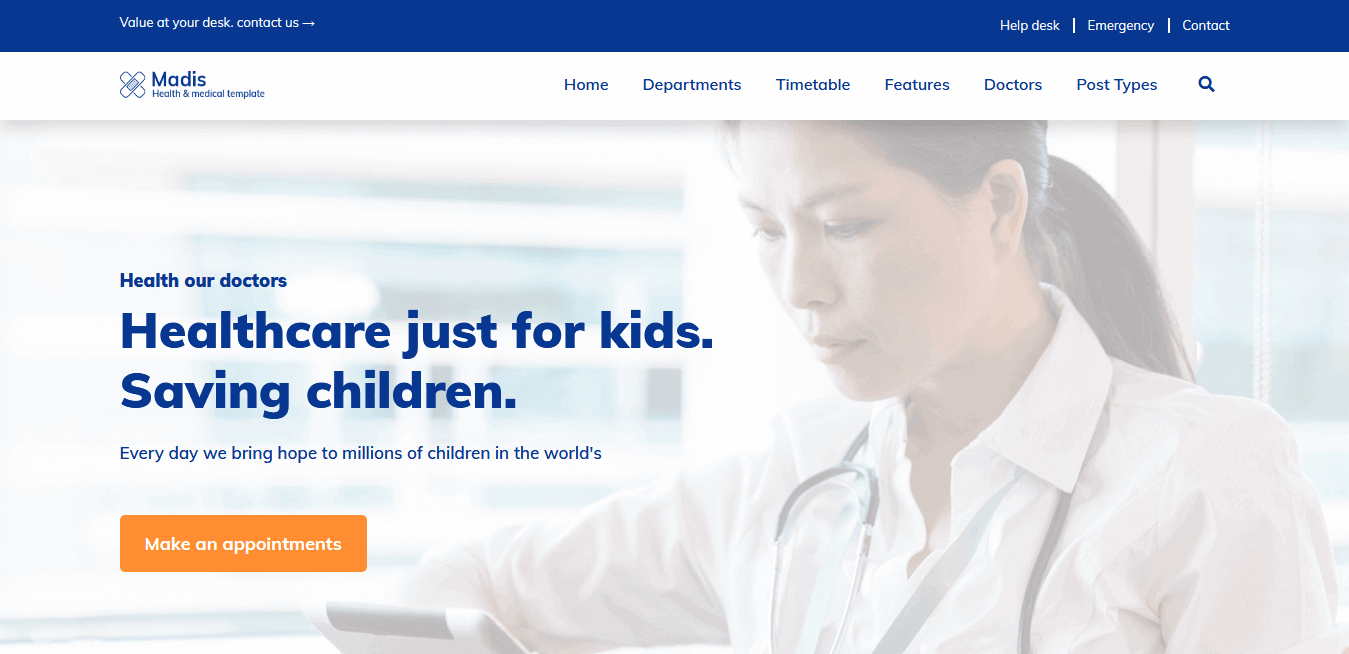 Value at your desk. contact us →
Help desk
Emergency
Contact
Madis
Health & medical template
Home
Departments
Timetable
Features
Doctors
Post Types
Health our doctors
Healthcare just for kids.
Saving children.
Every day we bring hope to millions of children in the world's
Make an appointments